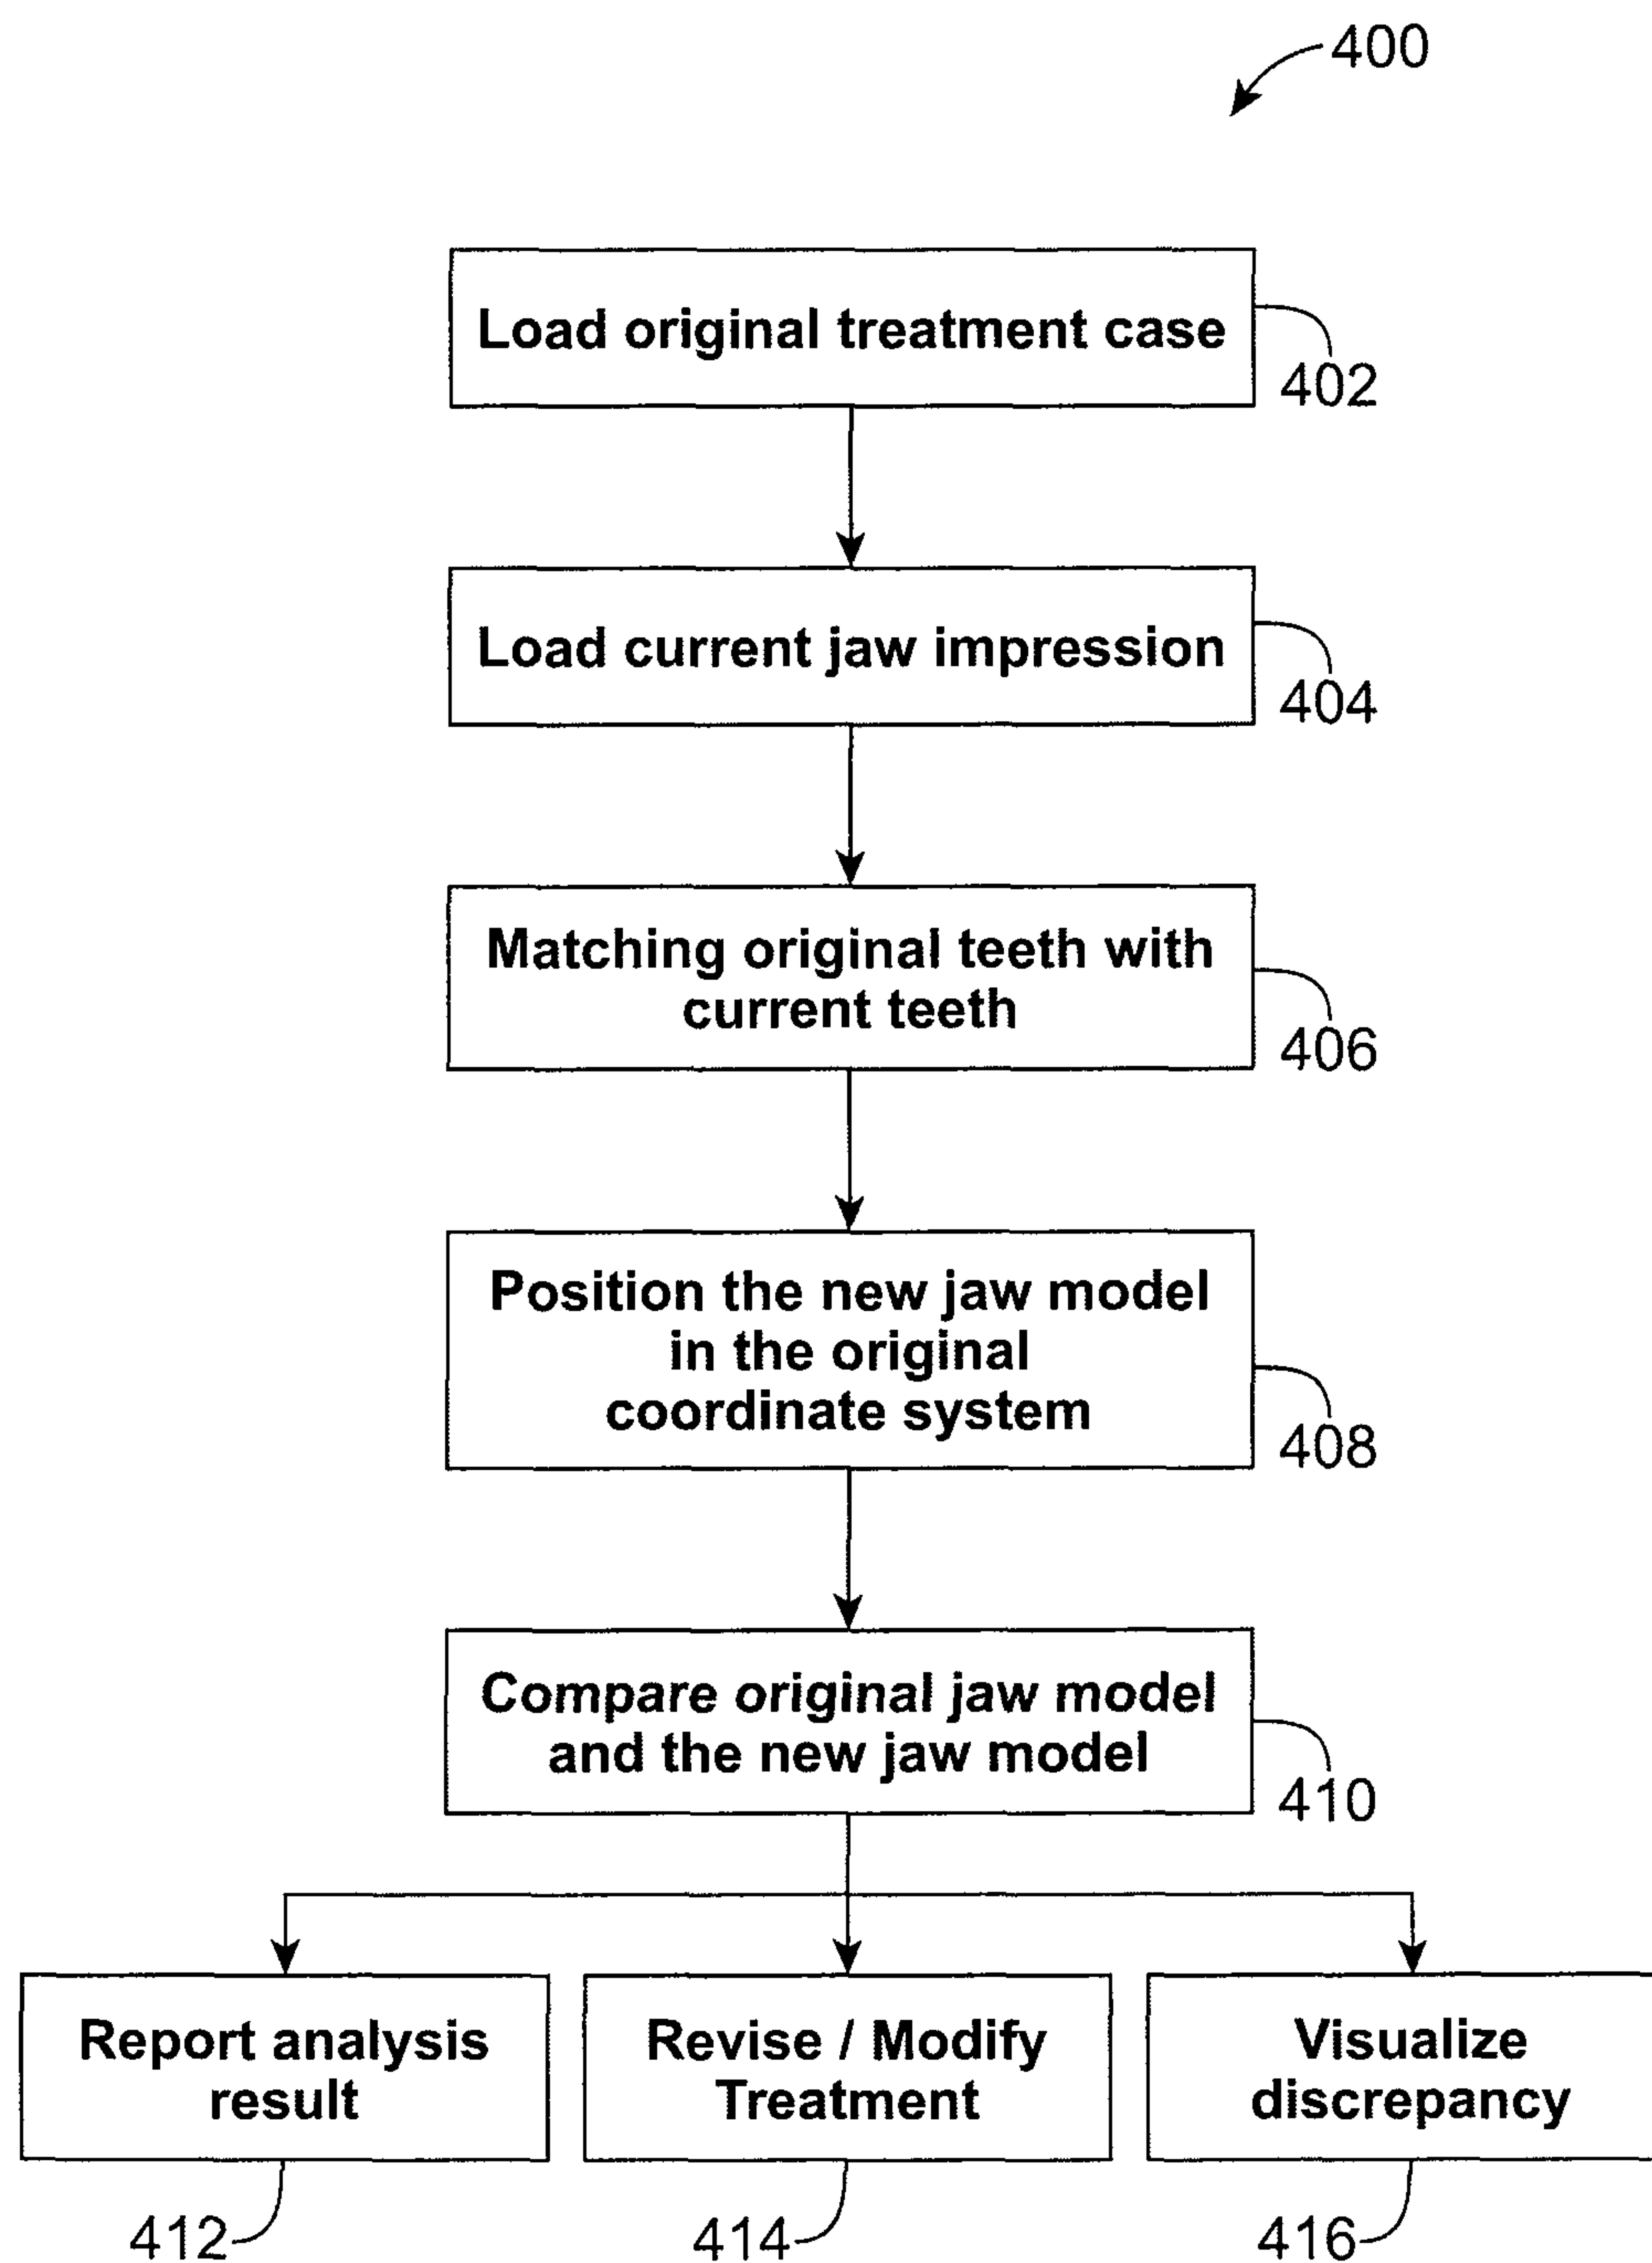 400
Load original treatment case
402
Load current jaw impression
404
Matching original teeth with
current teeth
406
Position the new jaw model
in the original
coordinate system
408
Compare original jaw model
and the new jaw model
410
Report analysis
result
412
Revise / Modify
Treatment
414
Visualize
discrepancy
416